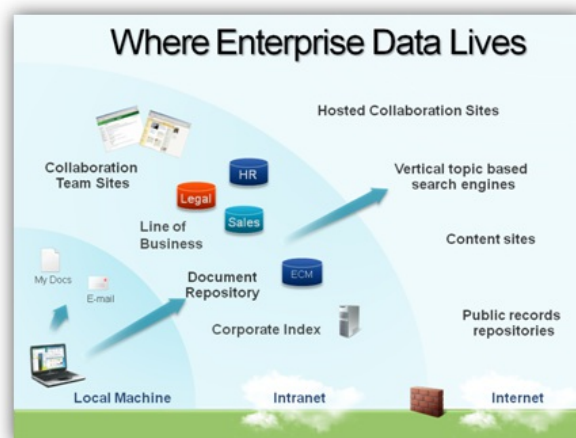 Where Enterprise Data Lives
Hosted Collaboration Sites
Collaboration
Team Sites
HR
Legal
Sales
Line of
Business
Vertical topic based
search engines
Content sites
My Docs
E-mail
Document
Repository
ECM
Corporate Index
Public records
repositories
Local Machine
Intranet
Internet